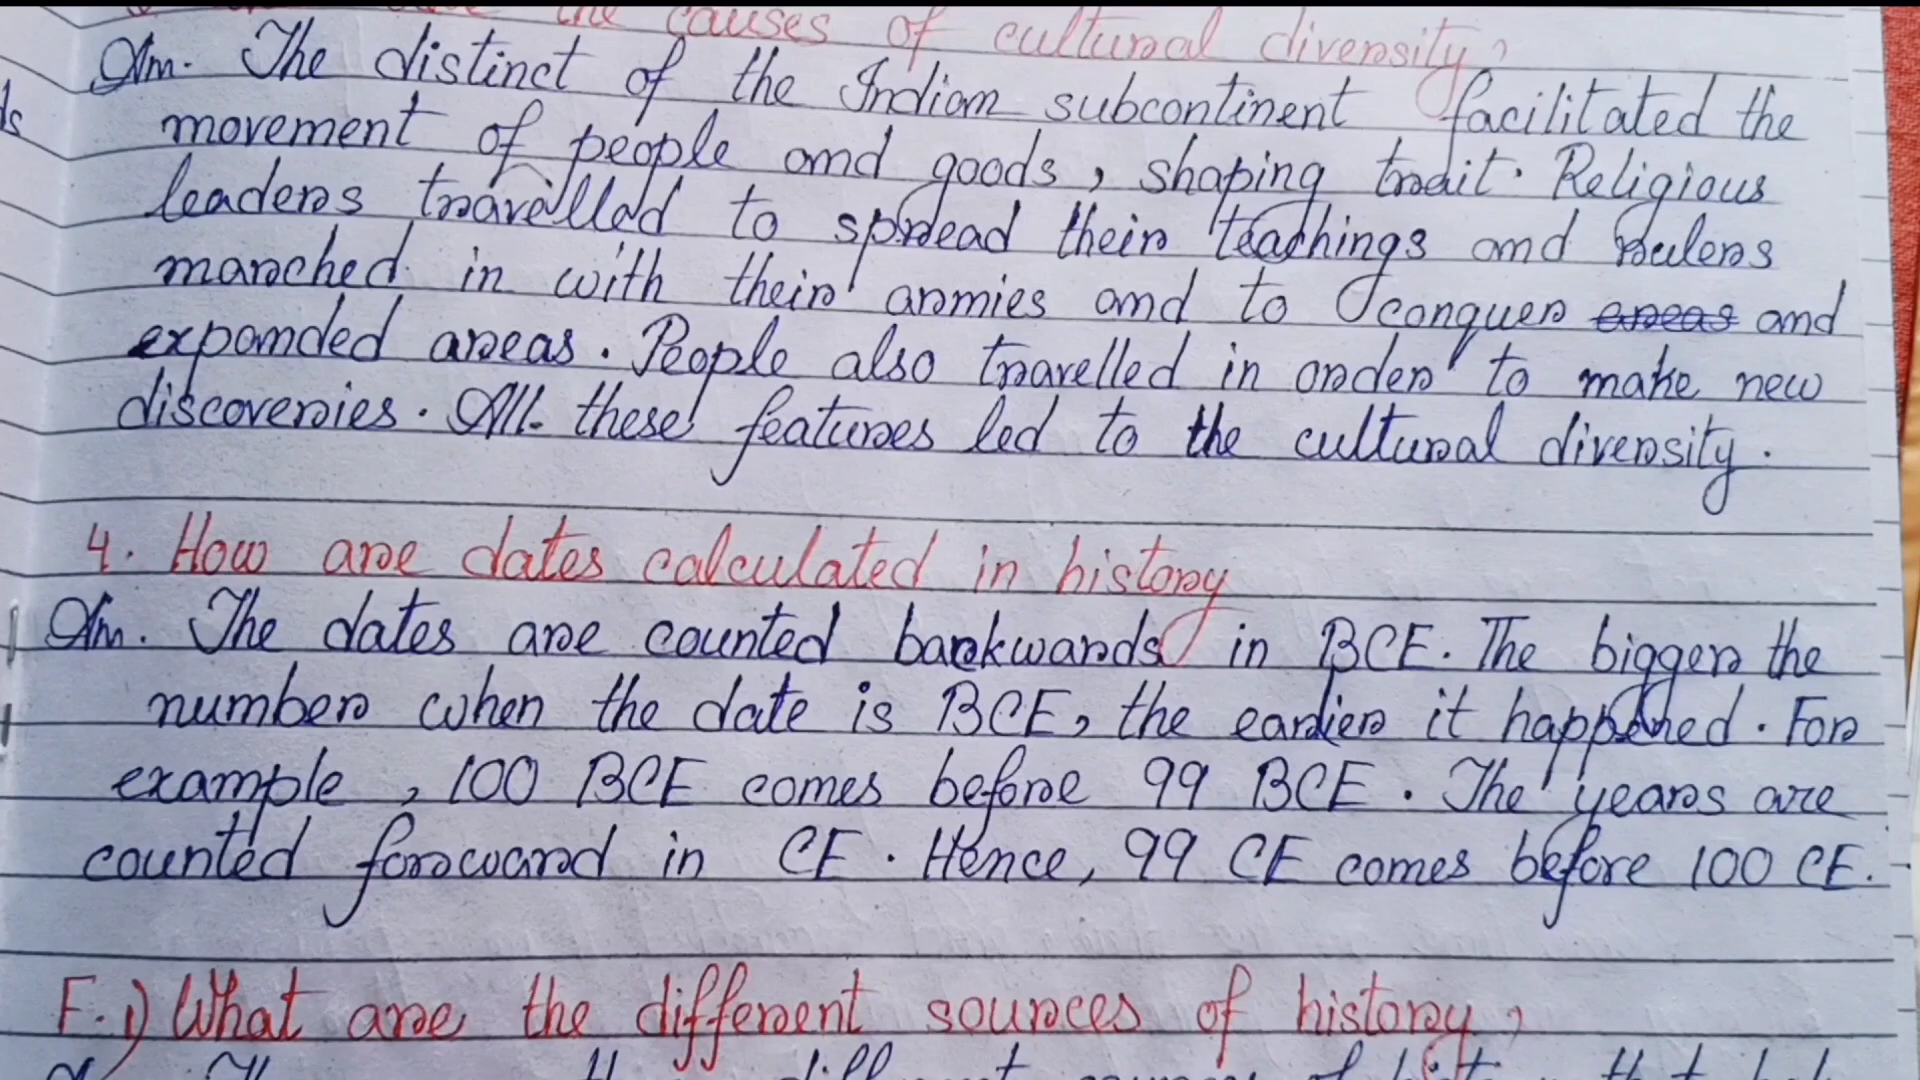 the causes of cultural diversity?
Ans. The distinct of the Indian subcontinent facilitated the
movement of people and goods, shaping trait. Religious
leaders travelled to spread their teachings and rulers
marched in with their armies and to conquer areas and
expanded areas. People also travelled in order to make new
discoveries. All these features led to the cultural diversity.
4. How are dates calculated in history
Ans. The dates are counted backwards in BCE. The bigger the
number when the date is BCE, the earlier it happened. For
example, 100 BCE comes before 99 BCE. The years are
counted forward in CE. Hence, 99 CE comes before 100 CE.
F. 1) What are the different sources of history?